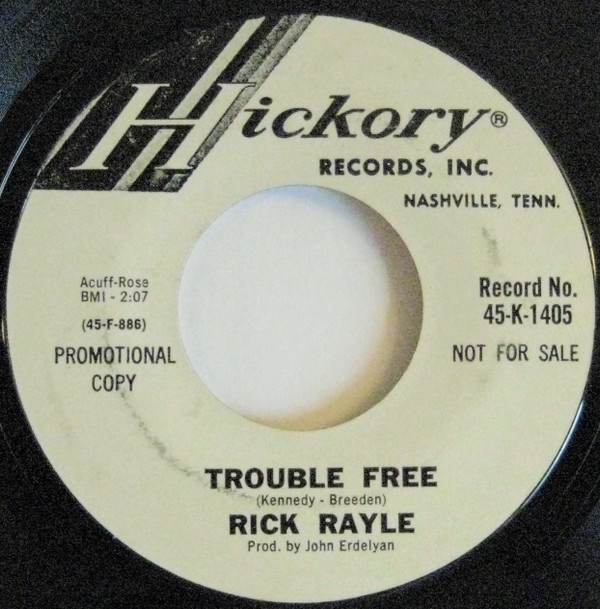 Hickory®
RECORDS, INC.
NASHVILLE, TENN.
Acuff-Rose
BMI - 2:07
(45-F-886)
PROMOTIONAL
COPY
Record No.
45-K-1405
NOT FOR SALE
TROUBLE FREE
(Kennedy - Breeden)
RICK RAYLE
Prod. by John Erdelyan